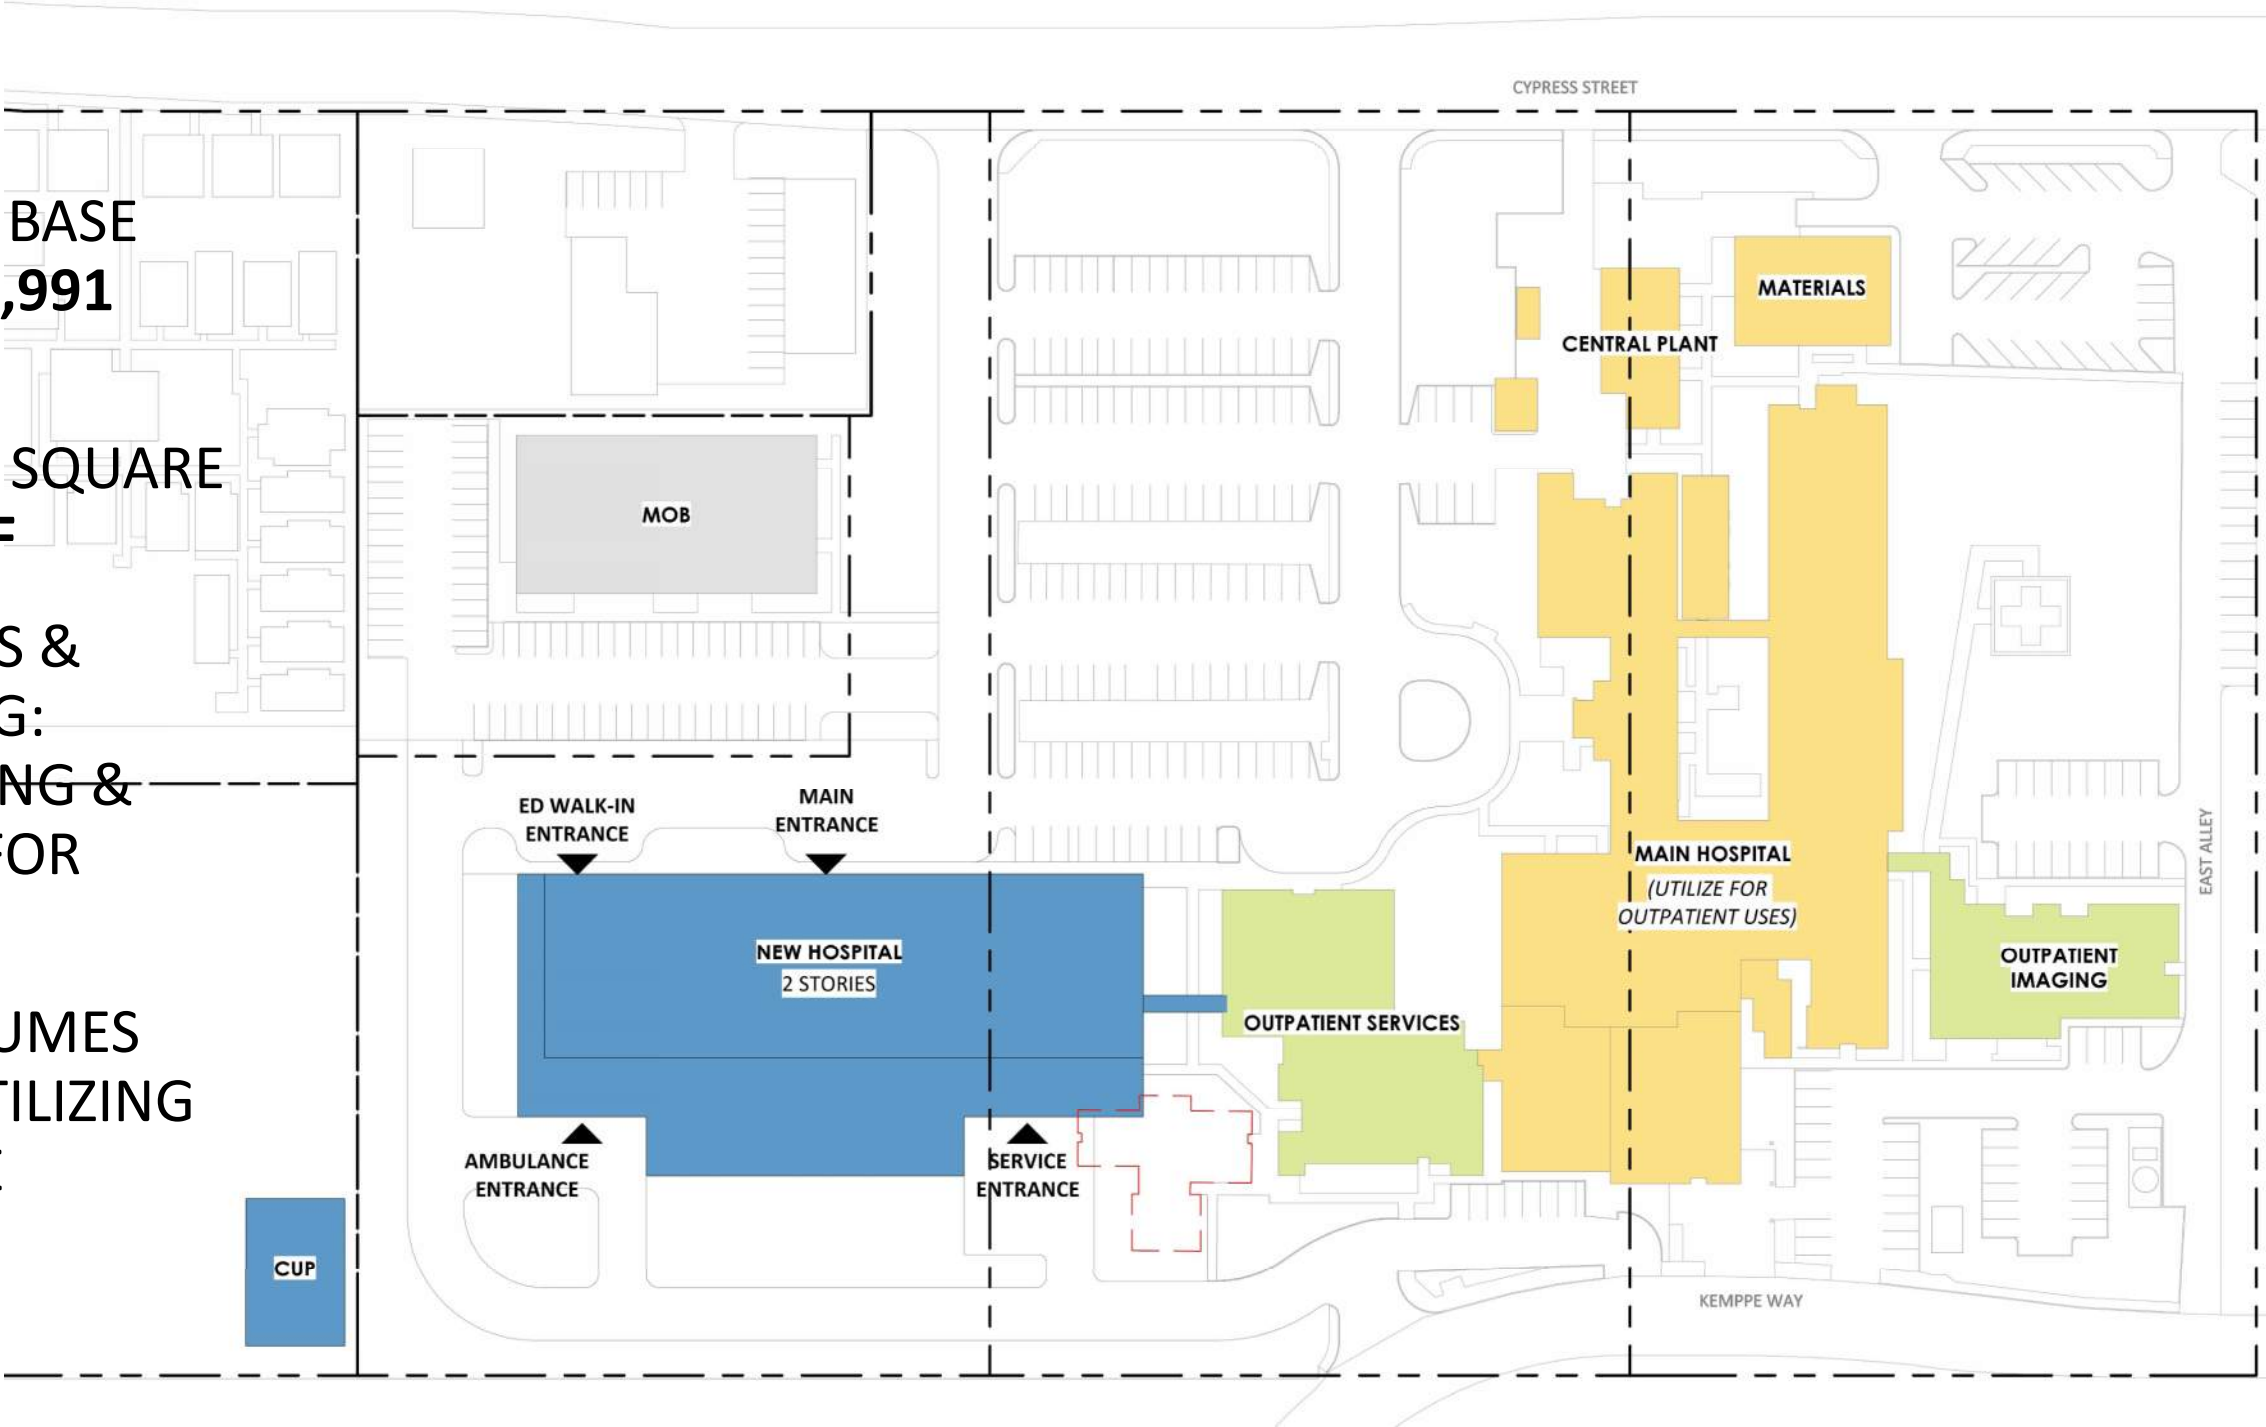 CYPRESS STREET
BASE
,991
SQUARE
S &
G:
NG &
FOR
UMES
TILIZING
MATERIALS
CENTRAL PLANT
MOB
ED WALK-IN
ENTRANCE
MAIN
ENTRANCE
MAIN HOSPITAL
(UTILIZE FOR
OUTPATIENT USES)
EAST ALLEY
NEW HOSPITAL
2 STORIES
OUTPATIENT
IMAGING
OUTPATIENT SERVICES
AMBULANCE
ENTRANCE
SERVICE
ENTRANCE
CUP
KEMPPE WAY